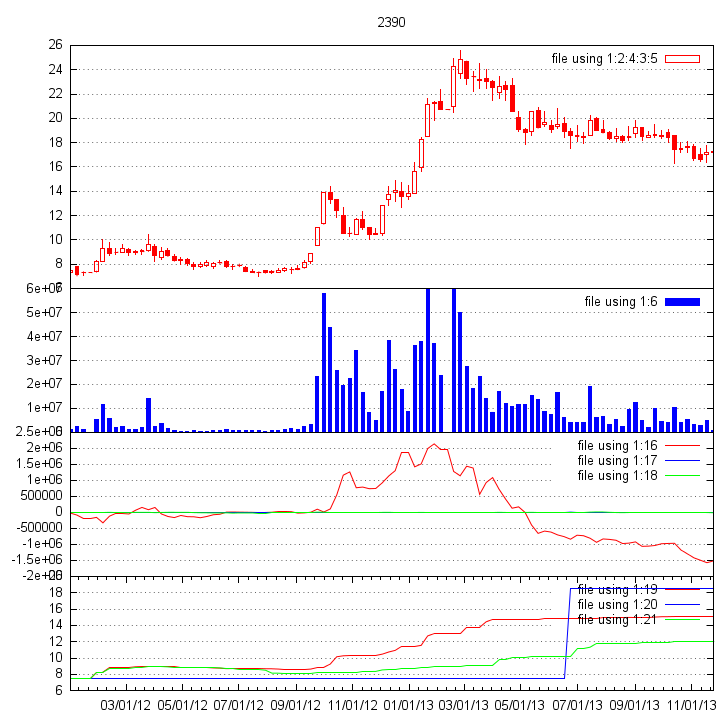 2390
26
file using 1:2:4:3:5
24
22
20
18
16
14
12
10
8
6e+07
file using 1:6
5e+07
4e+07
3e+07
2e+07
1e+07
2.5e+06
2e+06
file using 1:16
1.5e+06
file using 1:17
1e+06
file using 1:18
500000
0
-500000
-1e+06
-1.5e+06
-2e+06
18
file using 1:19
16
file using 1:20
14
file using 1:21
12
10
8
6
03/01/12 05/01/12 07/01/12 09/01/12 11/01/12 01/01/13 03/01/13 05/01/13 07/01/13 09/01/13 11/01/13